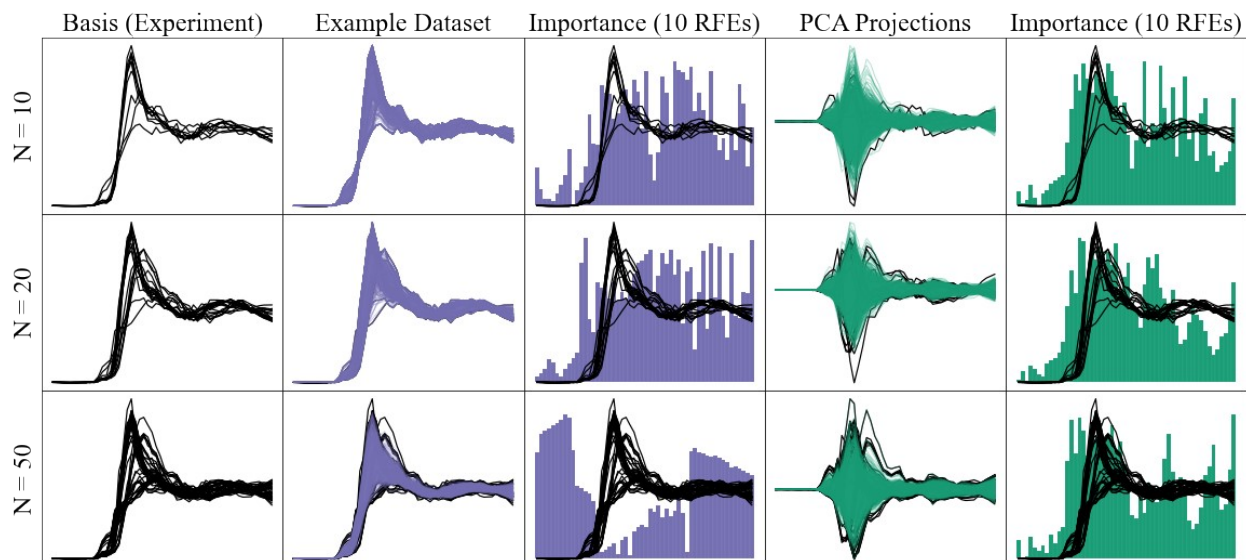 Basis (Experiment) Example Dataset Importance (10 RFEs) PCA Projections Importance (10 RFEs)
N = 10
N = 20
N = 50